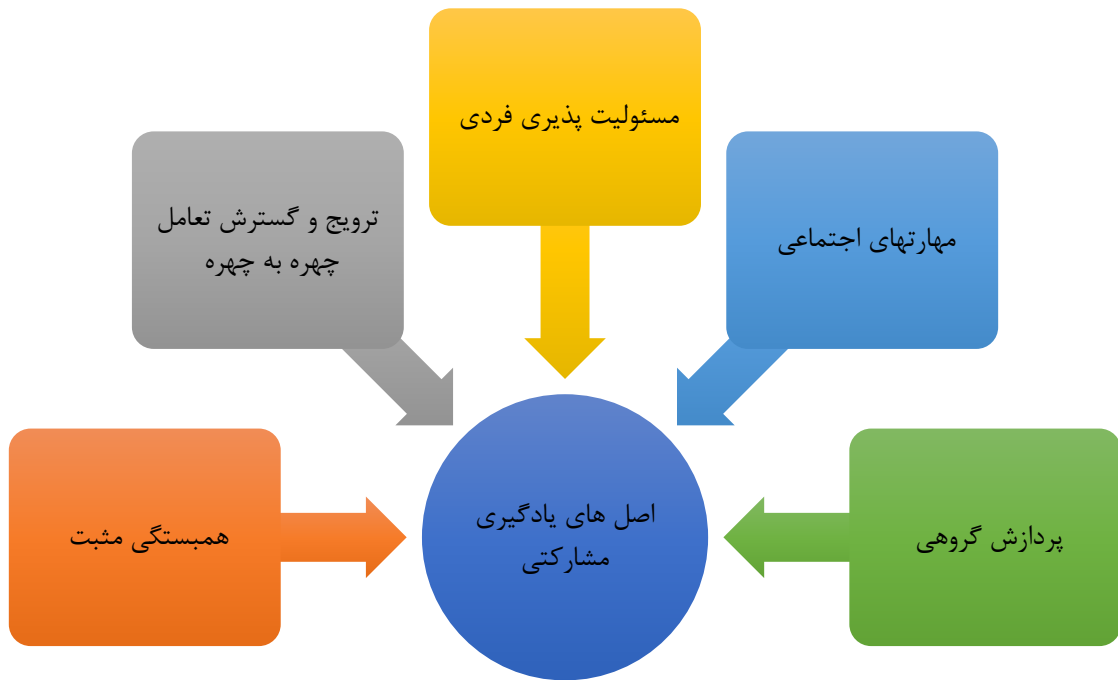 مسئولیت پذیری فردی
مهارتهای اجتماعی
ترویج و گسترش تعامل
چهره به چهره
پردازش گروهی
اصل های یادگیری
مشارکتی
همبستگی مثبت